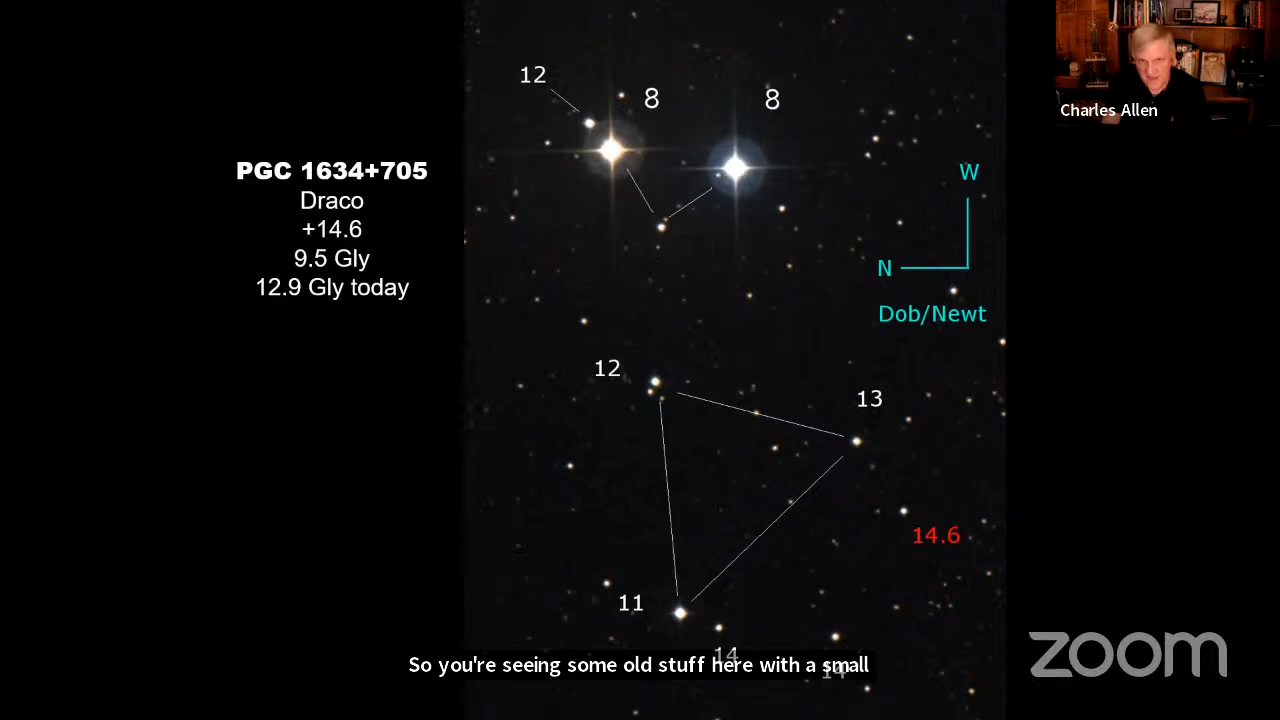 12
8
8
Charles Allen
PGC 1634+705
Draco
+14.6
9.5 Gly
12.9 Gly today
W
N
Dob/Newt
12
13
14.6
11
14
14
So you're seeing some old stuff here with a small
zoom